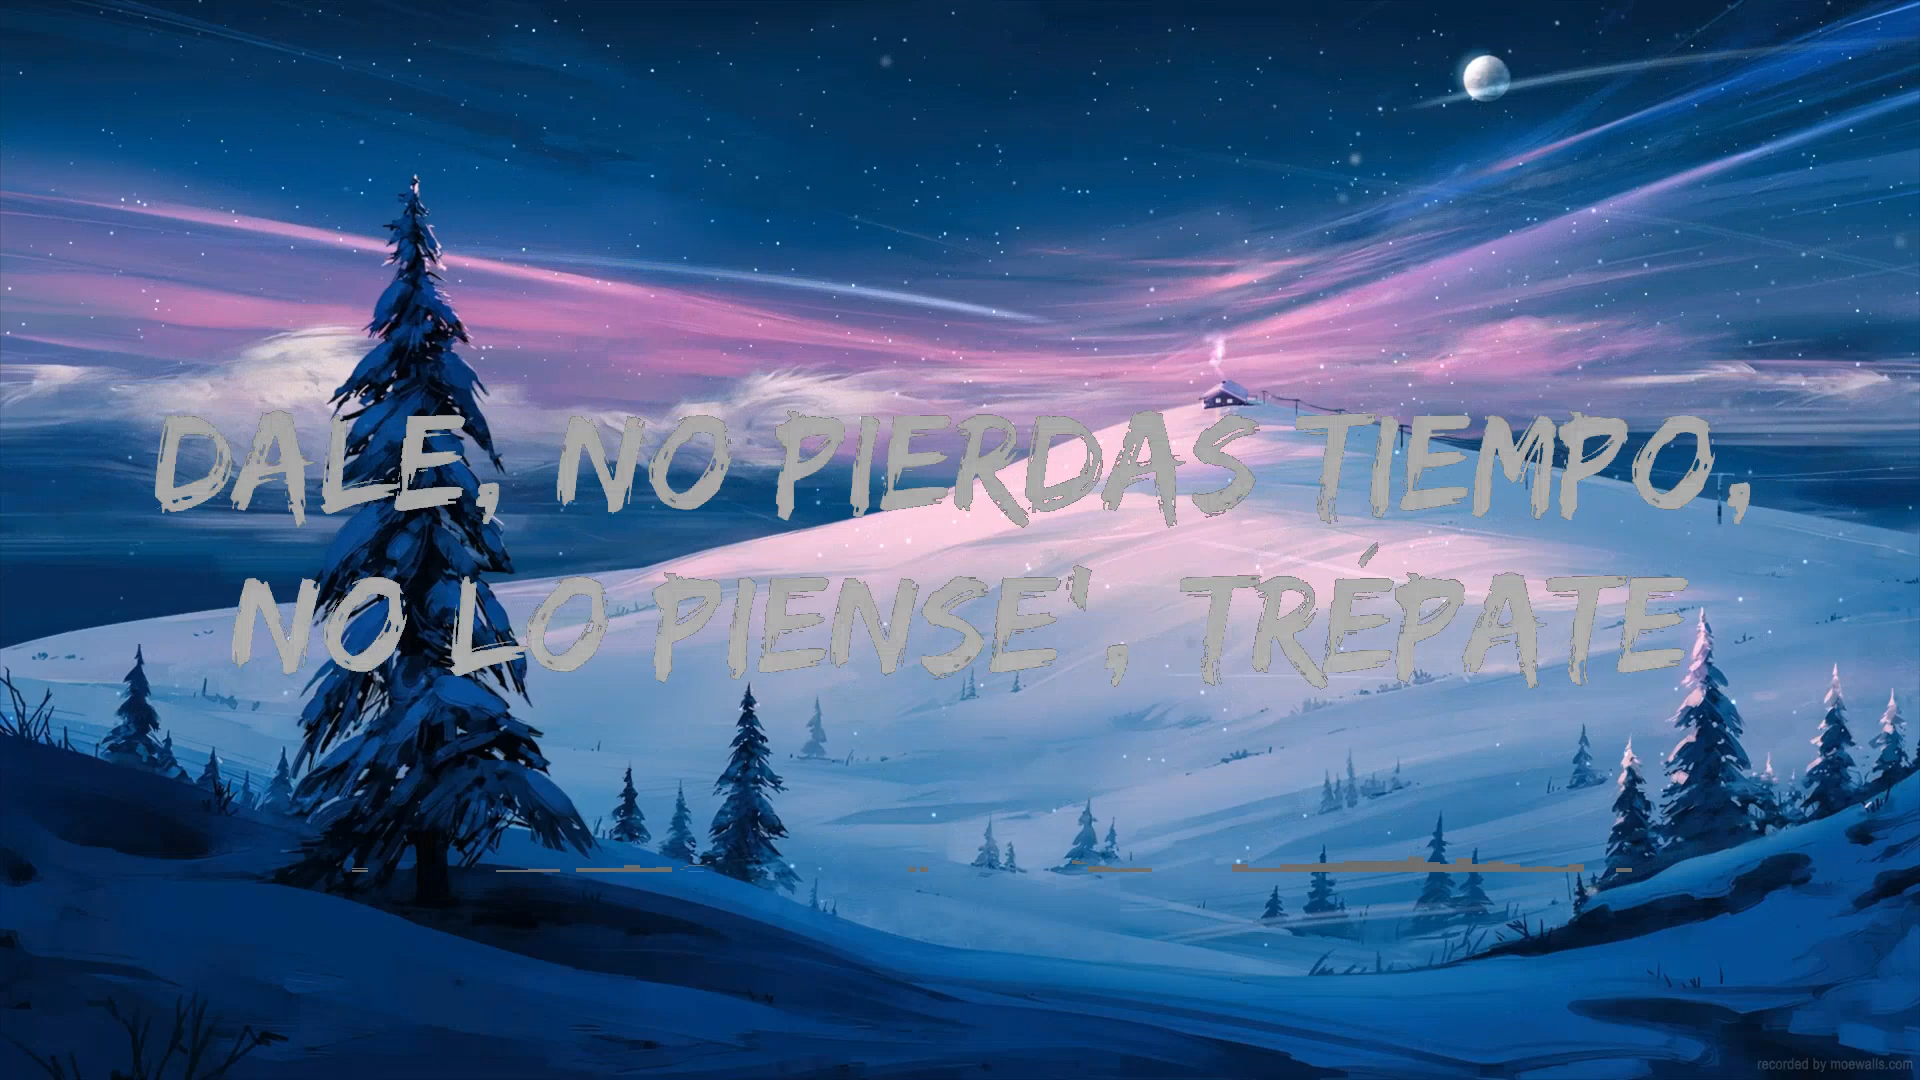 DALE, NO PIERDAS TIEMPO,
NO LO PIENSE', TRÉPATE
recorded by moewalls.com